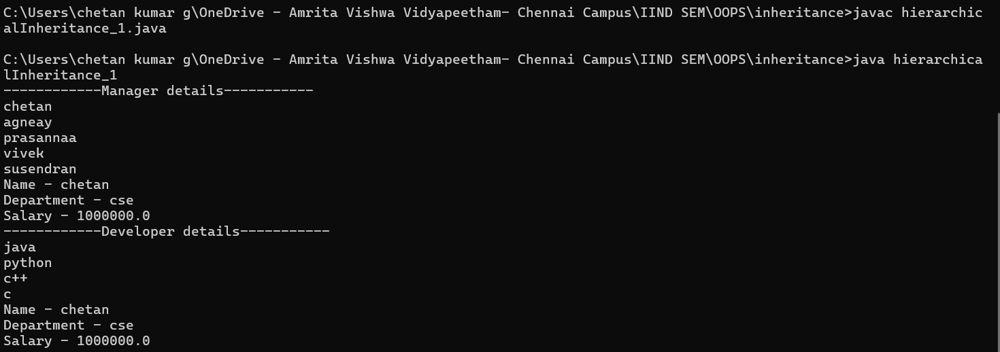 C:\Users\chetan kumar g\OneDrive - Amrita Vishwa Vidyapeetham- Chennai Campus\IIND SEM\OOPS\inheritance>javac hierarchic
alInheritance_1.java
C:\Users\chetan kumar g\OneDrive - Amrita Vishwa Vidyapeetham- Chennai Campus\IIND SEM\OOPS\inheritance>java hierarchica
lInheritance_1
------------Manager details-----------
chetan
agneay
prasannaa
vivek
susendran
Name - chetan
Department - cse
Salary - 1000000.0
------------Developer details-----------
java
python
c++
c
Name - chetan
Department - cse
Salary - 1000000.0